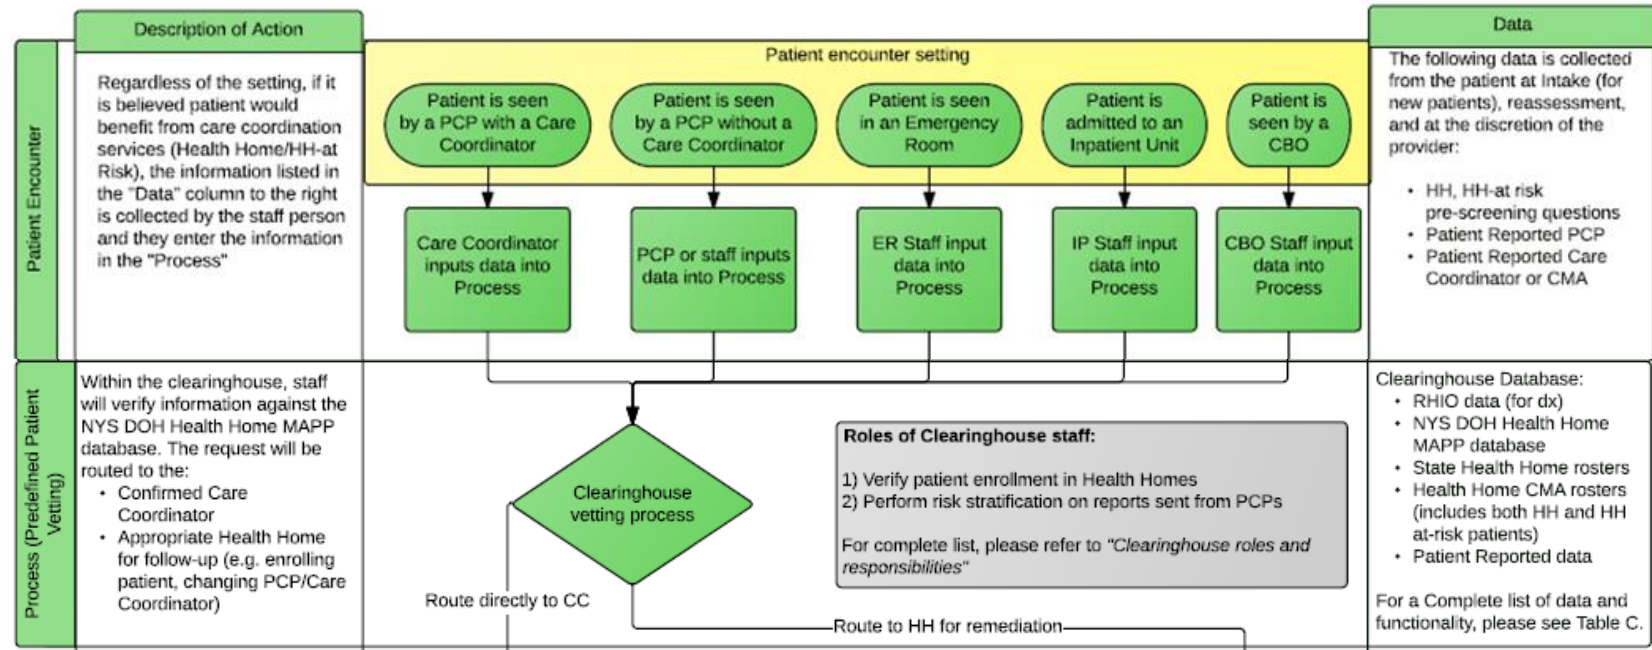 Description of Action
Patient Encounter
Regardless of the setting, if it
is believed patient would
benefit from care coordination
services (Health Home/HH-at
Risk), the information listed in
the "Data" column to the right
is collected by the staff person
and they enter the information
in the "Process"
Patient encounter setting
Patient is seen
by a PCP with a Care
Coordinator
Patient is seen
by a PCP without a
Care Coordinator
Patient is seen
in an Emergency
Room
Patient is
admitted to an
Inpatient Unit
Patient is
seen by a
CBO
Care Coordinator
inputs data into
Process
PCP or staff inputs
data into Process
ER Staff input
data into
Process
IP Staff input
data into
Process
CBO Staff input
data into
Process
Data
The following data is collected
from the patient at Intake (for
new patients), reassessment,
and at the discretion of the
provider:
• HH, HH-at risk
pre-screening questions
• Patient Reported PCP
• Patient Reported Care
Coordinator or CMA
Process (Predefined Patient
Vetting)
Within the clearinghouse, staff
will verify information against the
NYS DOH Health Home MAPP
database. The request will be
routed to the:
• Confirmed Care
Coordinator
• Appropriate Health Home
for follow-up (e.g. enrolling
patient, changing PCP/Care
Coordinator)
Clearinghouse
vetting process
Route directly to CC
Route to HH for remediation
Roles of Clearinghouse staff:
1) Verify patient enrollment in Health Homes
2) Perform risk stratification on reports sent from PCPs
For complete list, please refer to "Clearinghouse roles and
responsibilities"
Clearinghouse Database:
• RHIO data (for dx)
• NYS DOH Health Home
MAPP database
• State Health Home rosters
• Health Home CMA rosters
(includes both HH and HH
at-risk patients)
• Patient Reported data
For a Complete list of data and
functionality, please see Table C.